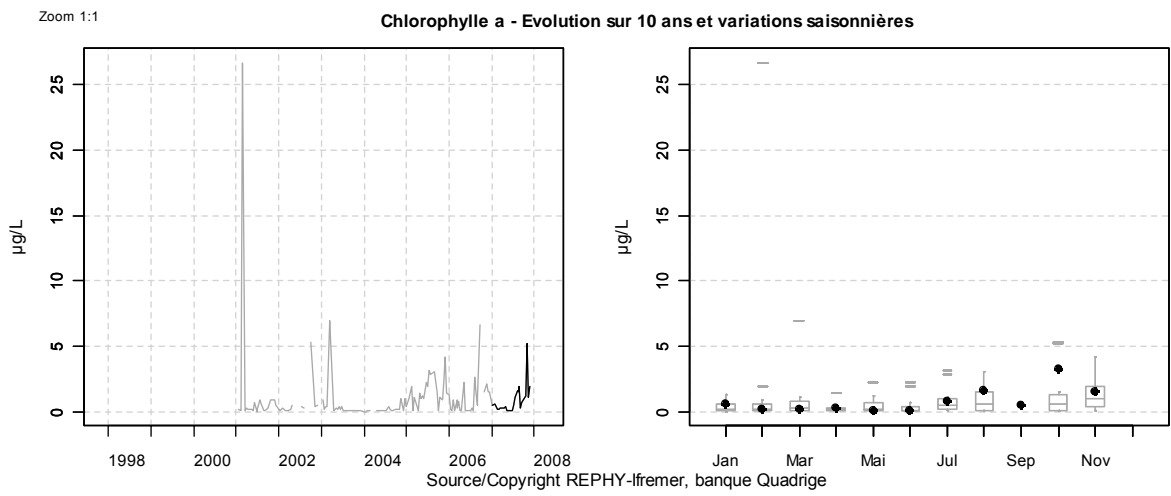 Zoom 1:1
Chlorophylle a - Evolution sur 10 ans et variations saisonnières
µg/L
25
20
15
10
5
0
1998 2000 2002 2004 2006 2008
µg/L
25
20
15
10
5
0
Jan Mar Mai Jul Sep Nov
Source/Copyright REPHY-Ifremer, banque Quadrige